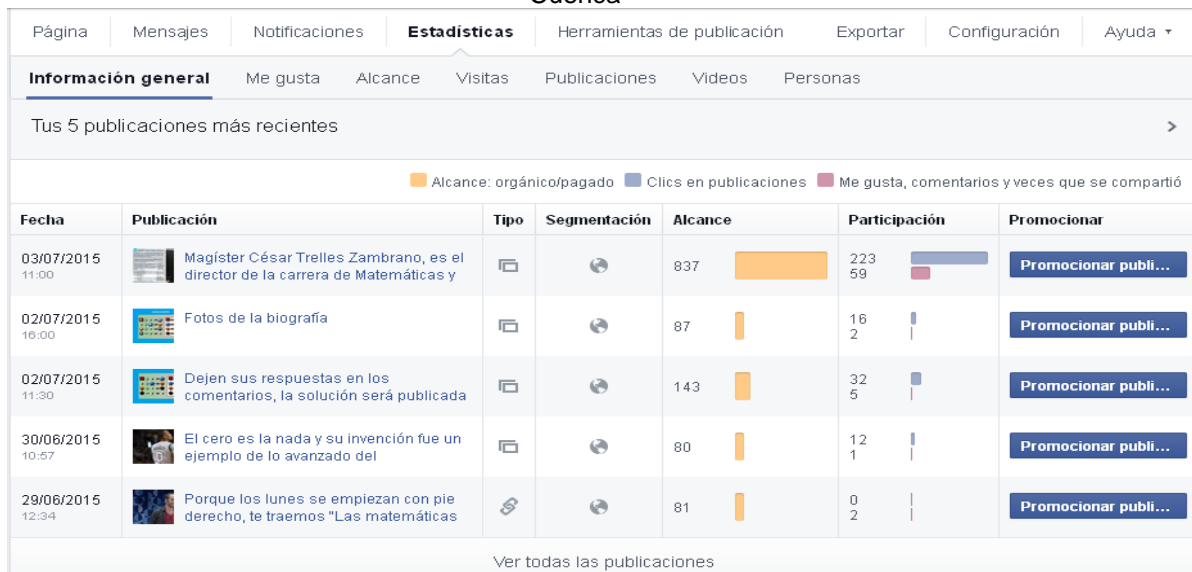 Cuenca
Página Mensajes Notificaciones Estadísticas Herramientas de publicación Exportar Configuración Ayuda
Información general Me gusta Alcance Visitas Publicaciones Videos Personas
Tus 5 publicaciones más recientes
Alcance: orgánico/pagado Clics en publicaciones Me gusta, comentarios y veces que se compartió
Fecha Publicación Tipo Segmentación Alcance Participación Promocionar
03/07/2015 Magíster César Trelles Zambrano, es el 837 223 Promocionar publi...
11:00 director de la carrera de Matemáticas y 59
02/07/2015 Fotos de la biografía 87 16 Promocionar publi...
16:00 2
02/07/2015 Dejen sus respuestas en los 143 32 Promocionar publi...
11:30 comentarios, la solución será publicada 5
30/06/2015 El cero es la nada y su invención fue un 80 12 Promocionar publi...
10:57 ejemplo de lo avanzado del 1
29/06/2015 Porque los lunes se empiezan con pie 81 0 Promocionar publi...
12:34 derecho, te traemos "Las matemáticas 2
Ver todas las publicaciones